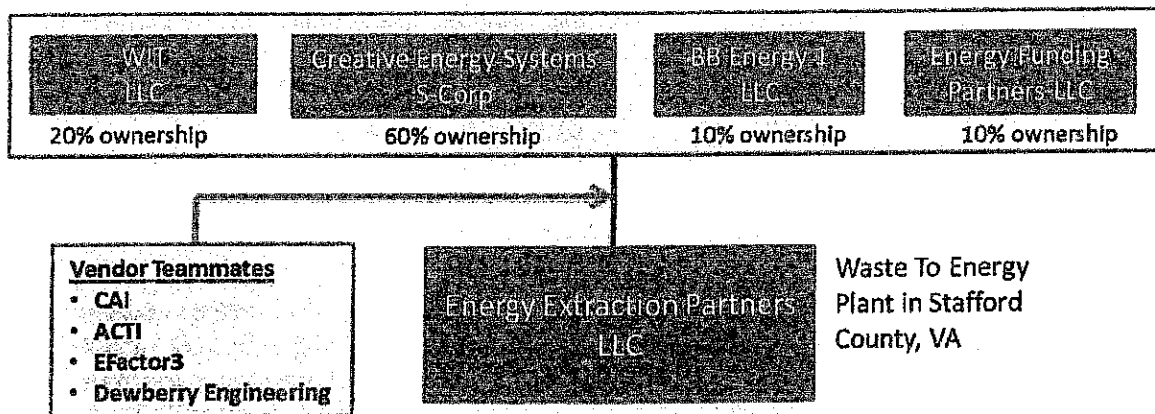 WIT
LLC
20% ownership
Creative Energy Systems
S-Corp
60% ownership
BB Energy 1
LLC
10% ownership
Energy Funding
Partners LLC
10% ownership
Vendor Teammates
• CAI
• ACTI
• EFactor3
• Dewberry Engineering
Energy Extraction Partners
LLC
Waste To Energy
Plant in Stafford
County, VA